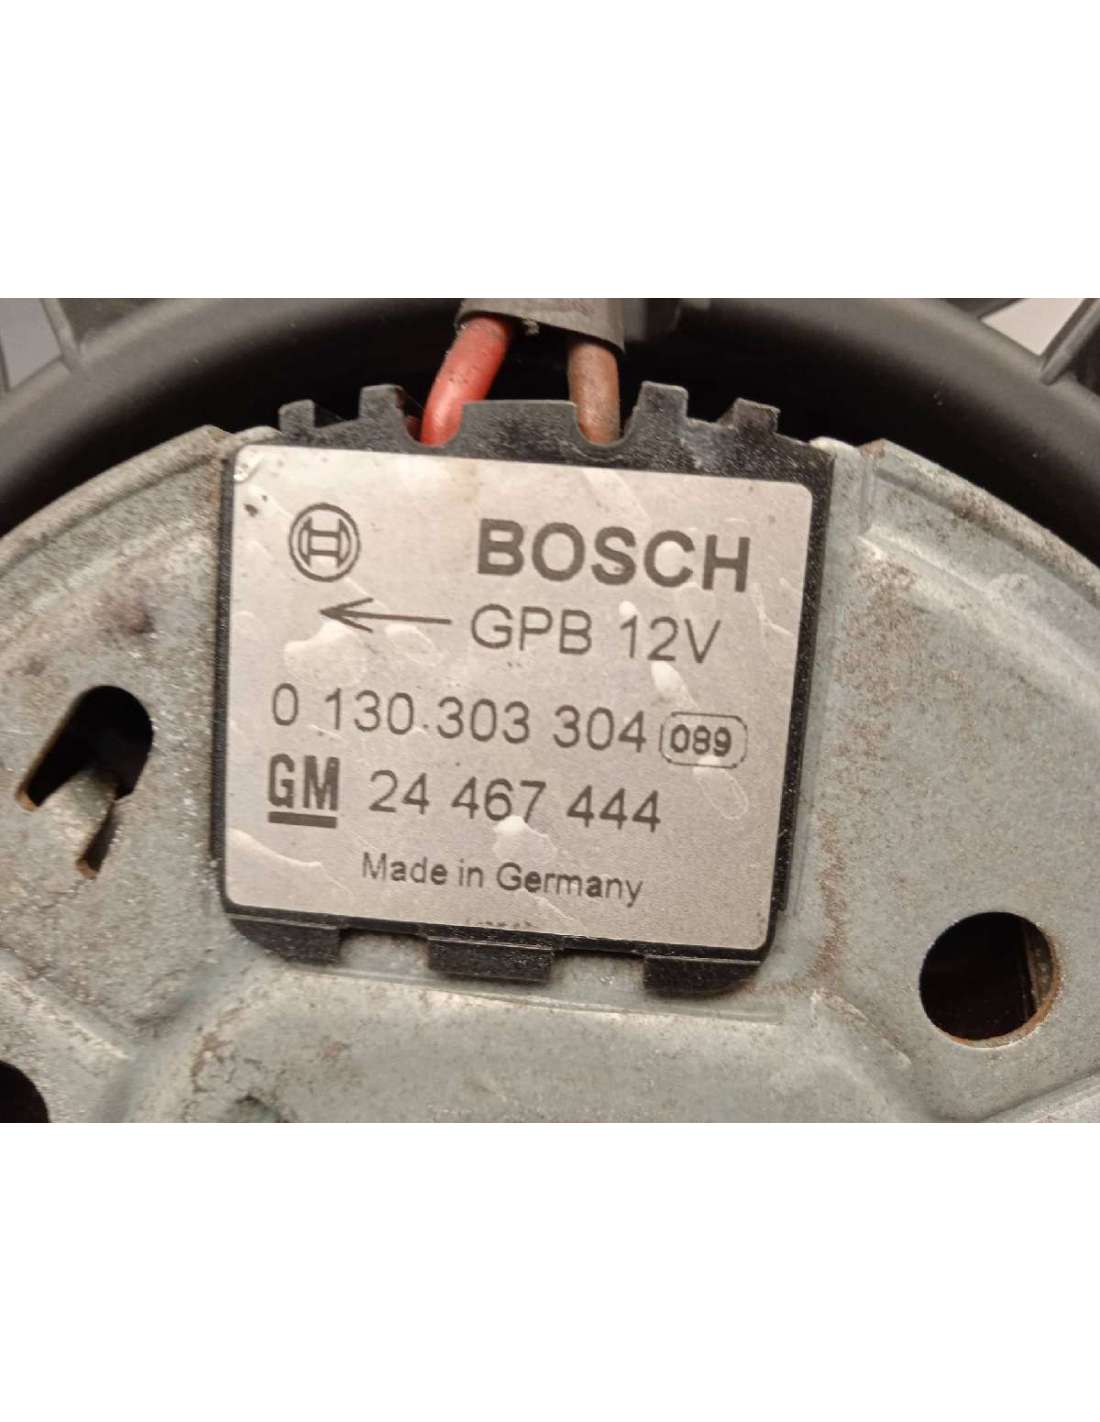 BOSCH
GPB 12V
0 130 303 304 089
GM 24 467 444
Made in Germany